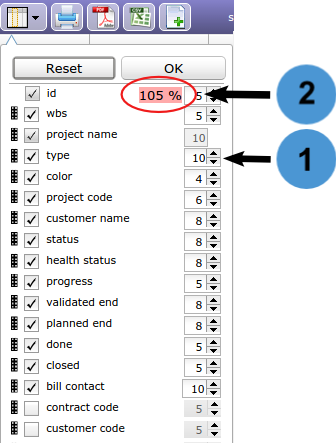 PDF CSV s
Reset OK
id 105 % 5 2
wbs 5
project name 10
type 10 1
color 4
project code 6
customer name 8
status 8
health status 8
progress 5
validated end 8
planned end 8
done 5
closed 5
bill contact 10
contract code 5
customer code 5